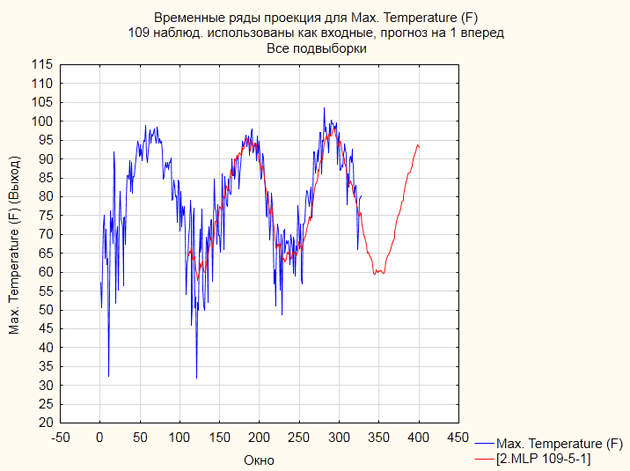 Временные ряды проекция для Max. Temperature (F)
109 наблюд. использованы как входные, прогноз на 1 вперед
Все подвыборки
Max. Temperature (F) (Выход)
115
110
105
100
95
90
85
80
75
70
65
60
55
50
45
40
35
30
25
20
-50 0 50 100 150 200 250 300 350 400 450
Окно
Max. Temperature (F)
[2.MLP 109-5-1]